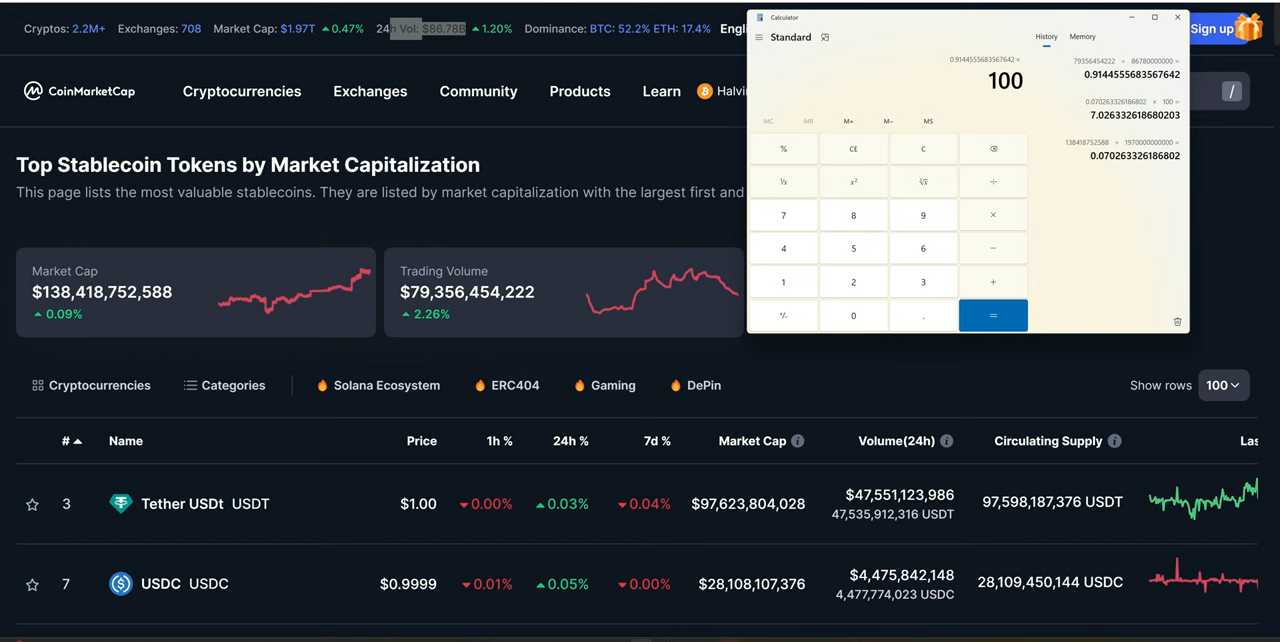 Cryptos: 2.2M+ Exchanges: 708 Market Cap: $1.97T 0.47% 24h Vol: $86.78B 1.20% Dominance: BTC: 52.2% ETH: 17.4%
Sign up
CoinMarketCap Cryptocurrencies Exchanges Community Products Learn
/
Top Stablecoin Tokens by Market Capitalization
This page lists the most valuable stablecoins. They are listed by market capitalization with the largest first and
Market Cap
$138,418,752,588
0.09%
Trading Volume
$79,356,454,222
2.26%
Calculator
Standard
0.9144555683567642 ×
100
MC MR M+ M− MS
% CE C
¹/x x² ²√x ÷
7 8 9 ×
4 5 6 −
1 2 3 +
+/− 0 . =
History Memory
79356454222 ÷ 86780000000 =
0.9144555683567642
0.070263326186802 × 100 =
7.026332618680203
138418752588 ÷ 1970000000000 =
0.070263326186802
Cryptocurrencies Categories Solana Ecosystem ERC404 Gaming DePin Show rows 100
# Name Price 1h % 24h % 7d % Market Cap Volume(24h) Circulating Supply
3 Tether USDt USDT $1.00 0.00% 0.03% 0.04% $97,623,804,028 $47,551,123,986 97,598,187,376 USDT
47,535,912,316 USDT
7 USDC USDC $0.9999 0.01% 0.05% 0.00% $28,108,107,376 $4,475,842,148 28,109,450,144 USDC
4,477,774,023 USDC